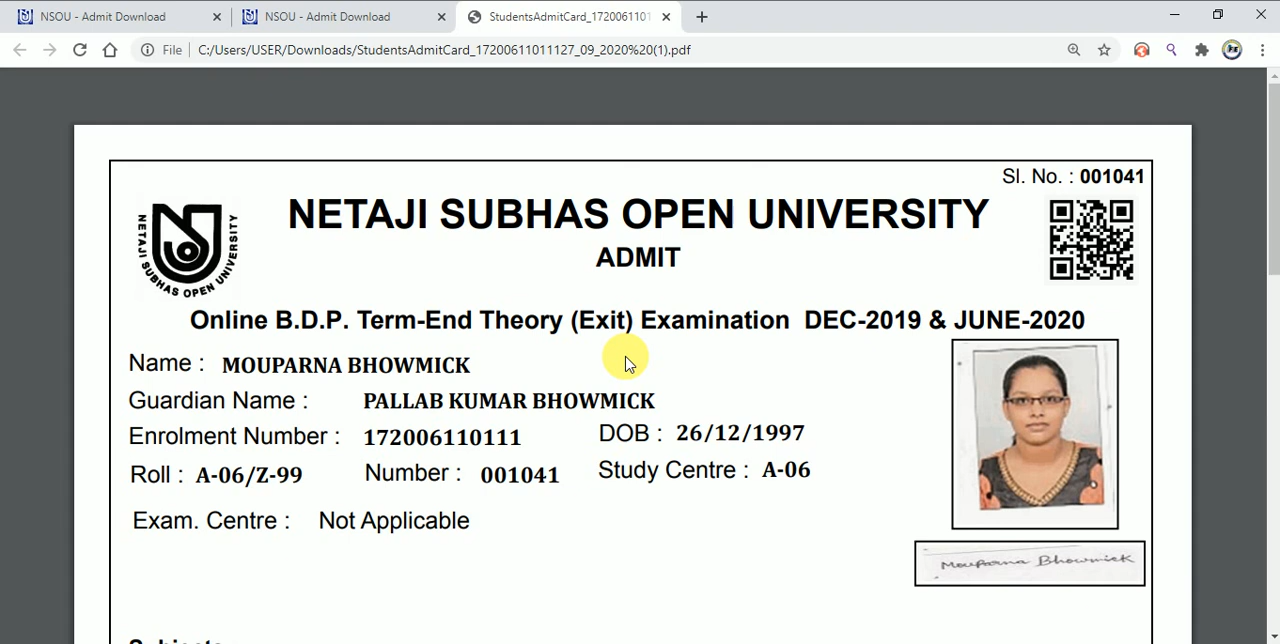 NSOU - Admit Download
NSOU - Admit Download
StudentsAdmitCard_1720061101
File
C:/Users/USER/Downloads/StudentsAdmitCard_17200611011127_09_2020%20(1).pdf
Sl. No. : 001041
NETAJI SUBHAS OPEN UNIVERSITY
NETAJI SUBHAS OPEN UNIVERSITY
ADMIT
Online B.D.P. Term-End Theory (Exit) Examination DEC-2019 & JUNE-2020
Name : MOUPARNA BHOWMICK
Guardian Name : PALLAB KUMAR BHOWMICK
Enrolment Number : 172006110111 DOB : 26/12/1997
Roll : A-06/Z-99 Number : 001041 Study Centre : A-06
Exam. Centre : Not Applicable
Mouparna Bhowmick